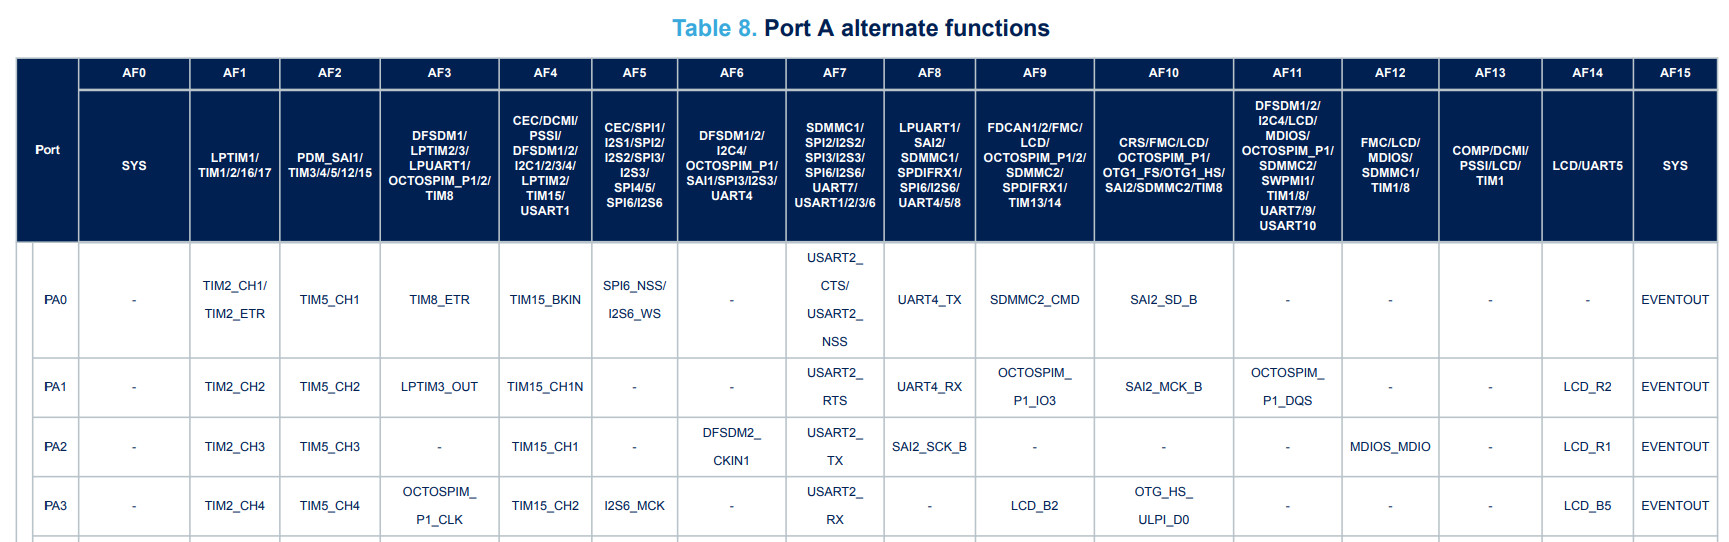 Table 8. Port A alternate functions
Port
AF0
AF1
AF2
AF3
AF4
AF5
AF6
AF7
AF8
AF9
AF10
AF11
AF12
AF13
AF14
AF15
SYS
LPTIM1/
TIM1/2/16/17
PDM_SAI1/
TIM3/4/5/12/15
DFSDM1/
LPTIM2/3/
LPUART1/
OCTOSPIM_P1/2/
TIM8
CEC/DCMI/
PSSI/
DFSDM1/2/
I2C1/2/3/4/
LPTIM2/
TIM15/
USART1
CEC/SPI1/
I2S1/SPI2/
I2S2/SPI3/
I2S3/
SPI4/5/
SPI6/I2S6
DFSDM1/2/
I2C4/
OCTOSPIM_P1/
SAI1/SPI3/I2S3/
UART4
SDMMC1/
SPI2/I2S2/
SPI3/I2S3/
SPI6/I2S6/
UART7/
USART1/2/3/6
LPUART1/
SAI2/
SDMMC1/
SPDIFRX1/
SPI6/I2S6/
UART4/5/8
FDCAN1/2/FMC/
LCD/
OCTOSPIM_P1/2/
SDMMC2/
SPDIFRX1/
TIM13/14
CRS/FMC/LCD/
OCTOSPIM_P1/
OTG1_FS/OTG1_HS/
SAI2/SDMMC2/TIM8
DFSDM1/2/
I2C4/LCD/
MDIOS/
OCTOSPIM_P1/
SDMMC2/
SWPMI1/
TIM1/8/
UART7/9/
USART10
FMC/LCD/
MDIOS/
SDMMC1/
TIM1/8
COMP/DCMI/
PSSI/LCD/
TIM1
LCD/UART5
SYS
PA0
-
TIM2_CH1/
TIM2_ETR
TIM5_CH1
TIM8_ETR
TIM15_BKIN
SPI6_NSS/
I2S6_WS
-
USART2_
CTS/
USART2_
NSS
UART4_TX
SDMMC2_CMD
SAI2_SD_B
-
-
-
-
EVENTOUT
PA1
-
TIM2_CH2
TIM5_CH2
LPTIM3_OUT
TIM15_CH1N
-
-
USART2_
RTS
UART4_RX
OCTOSPIM_
P1_IO3
SAI2_MCK_B
OCTOSPIM_
P1_DQS
-
-
LCD_R2
EVENTOUT
PA2
-
TIM2_CH3
TIM5_CH3
-
TIM15_CH1
-
DFSDM2_
CKIN1
USART2_
TX
SAI2_SCK_B
-
-
-
MDIOS_MDIO
-
LCD_R1
EVENTOUT
PA3
-
TIM2_CH4
TIM5_CH4
OCTOSPIM_
P1_CLK
TIM15_CH2
I2S6_MCK
-
USART2_
RX
-
LCD_B2
OTG_HS_
ULPI_D0
-
-
-
LCD_B5
EVENTOUT